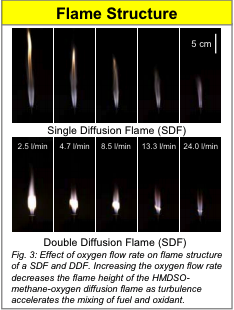 Flame Structure
5 cm
Single Diffusion Flame (SDF)
2.5 l/min 4.7 l/min 8.5 l/min 13.3 l/min 24.0 l/min
Double Diffusion Flame (SDF)
Fig. 3: Effect of oxygen flow rate on flame structure
of a SDF and DDF. Increasing the oxygen flow rate
decreases the flame height of the HMDSO-
methane-oxygen diffusion flame as turbulence
accelerates the mixing of fuel and oxidant.